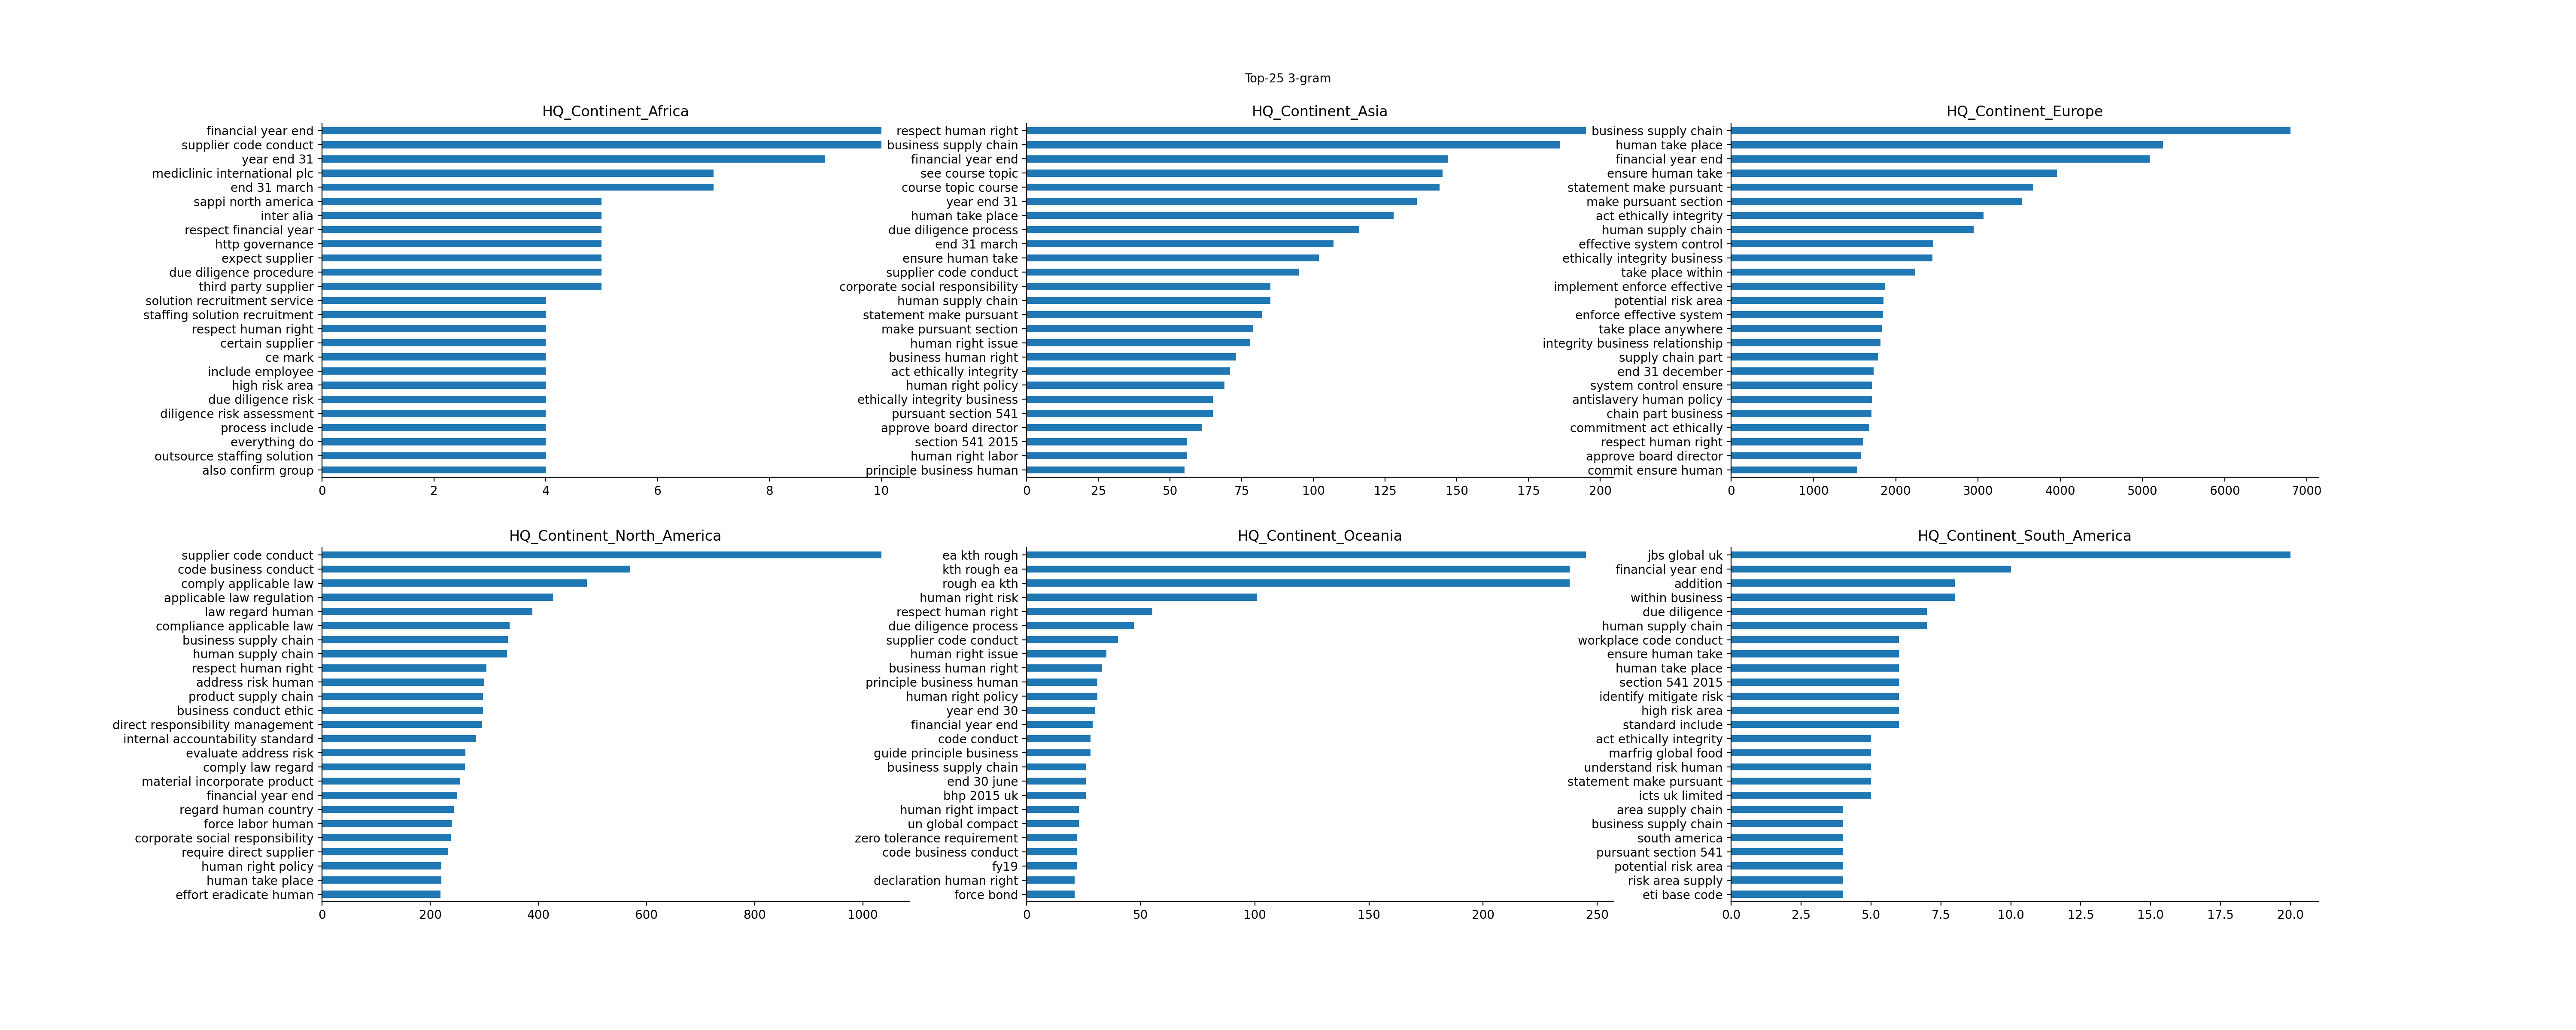 Top-25 3-gram
HQ_Continent_Africa
financial year end
supplier code conduct
year end 31
mediclinic international plc
end 31 march
sappi north america
inter alia
respect financial year
http governance
expect supplier
due diligence procedure
third party supplier
solution recruitment service
staffing solution recruitment
respect human right
certain supplier
ce mark
include employee
high risk area
due diligence risk
diligence risk assessment
process include
everything do
outsource staffing solution
also confirm group
0 2 4 6 8 10
HQ_Continent_Asia
respect human right
business supply chain
financial year end
see course topic
course topic course
year end 31
human take place
due diligence process
end 31 march
ensure human take
supplier code conduct
corporate social responsibility
human supply chain
statement make pursuant
make pursuant section
human right issue
business human right
act ethically integrity
human right policy
ethically integrity business
pursuant section 541
approve board director
section 541 2015
human right labor
principle business human
0 25 50 75 100 125 150 175 200
HQ_Continent_Europe
business supply chain
human take place
financial year end
ensure human take
statement make pursuant
make pursuant section
act ethically integrity
human supply chain
effective system control
ethically integrity business
take place within
implement enforce effective
potential risk area
enforce effective system
take place anywhere
integrity business relationship
supply chain part
end 31 december
system control ensure
antislavery human policy
chain part business
commitment act ethically
respect human right
approve board director
commit ensure human
0 1000 2000 3000 4000 5000 6000 7000
HQ_Continent_North_America
supplier code conduct
code business conduct
comply applicable law
applicable law regulation
law regard human
compliance applicable law
business supply chain
human supply chain
respect human right
address risk human
product supply chain
business conduct ethic
direct responsibility management
internal accountability standard
evaluate address risk
comply law regard
material incorporate product
financial year end
regard human country
force labor human
corporate social responsibility
require direct supplier
human right policy
human take place
effort eradicate human
0 200 400 600 800 1000
HQ_Continent_Oceania
ea kth rough
kth rough ea
rough ea kth
human right risk
respect human right
due diligence process
supplier code conduct
human right issue
business human right
principle business human
human right policy
year end 30
financial year end
code conduct
guide principle business
business supply chain
end 30 june
bhp 2015 uk
human right impact
un global compact
zero tolerance requirement
code business conduct
fy19
declaration human right
force bond
0 50 100 150 200 250
HQ_Continent_South_America
jbs global uk
financial year end
addition
within business
due diligence
human supply chain
workplace code conduct
ensure human take
human take place
section 541 2015
identify mitigate risk
high risk area
standard include
act ethically integrity
marfrig global food
understand risk human
statement make pursuant
icts uk limited
area supply chain
business supply chain
south america
pursuant section 541
potential risk area
risk area supply
eti base code
0.0 2.5 5.0 7.5 10.0 12.5 15.0 17.5 20.0